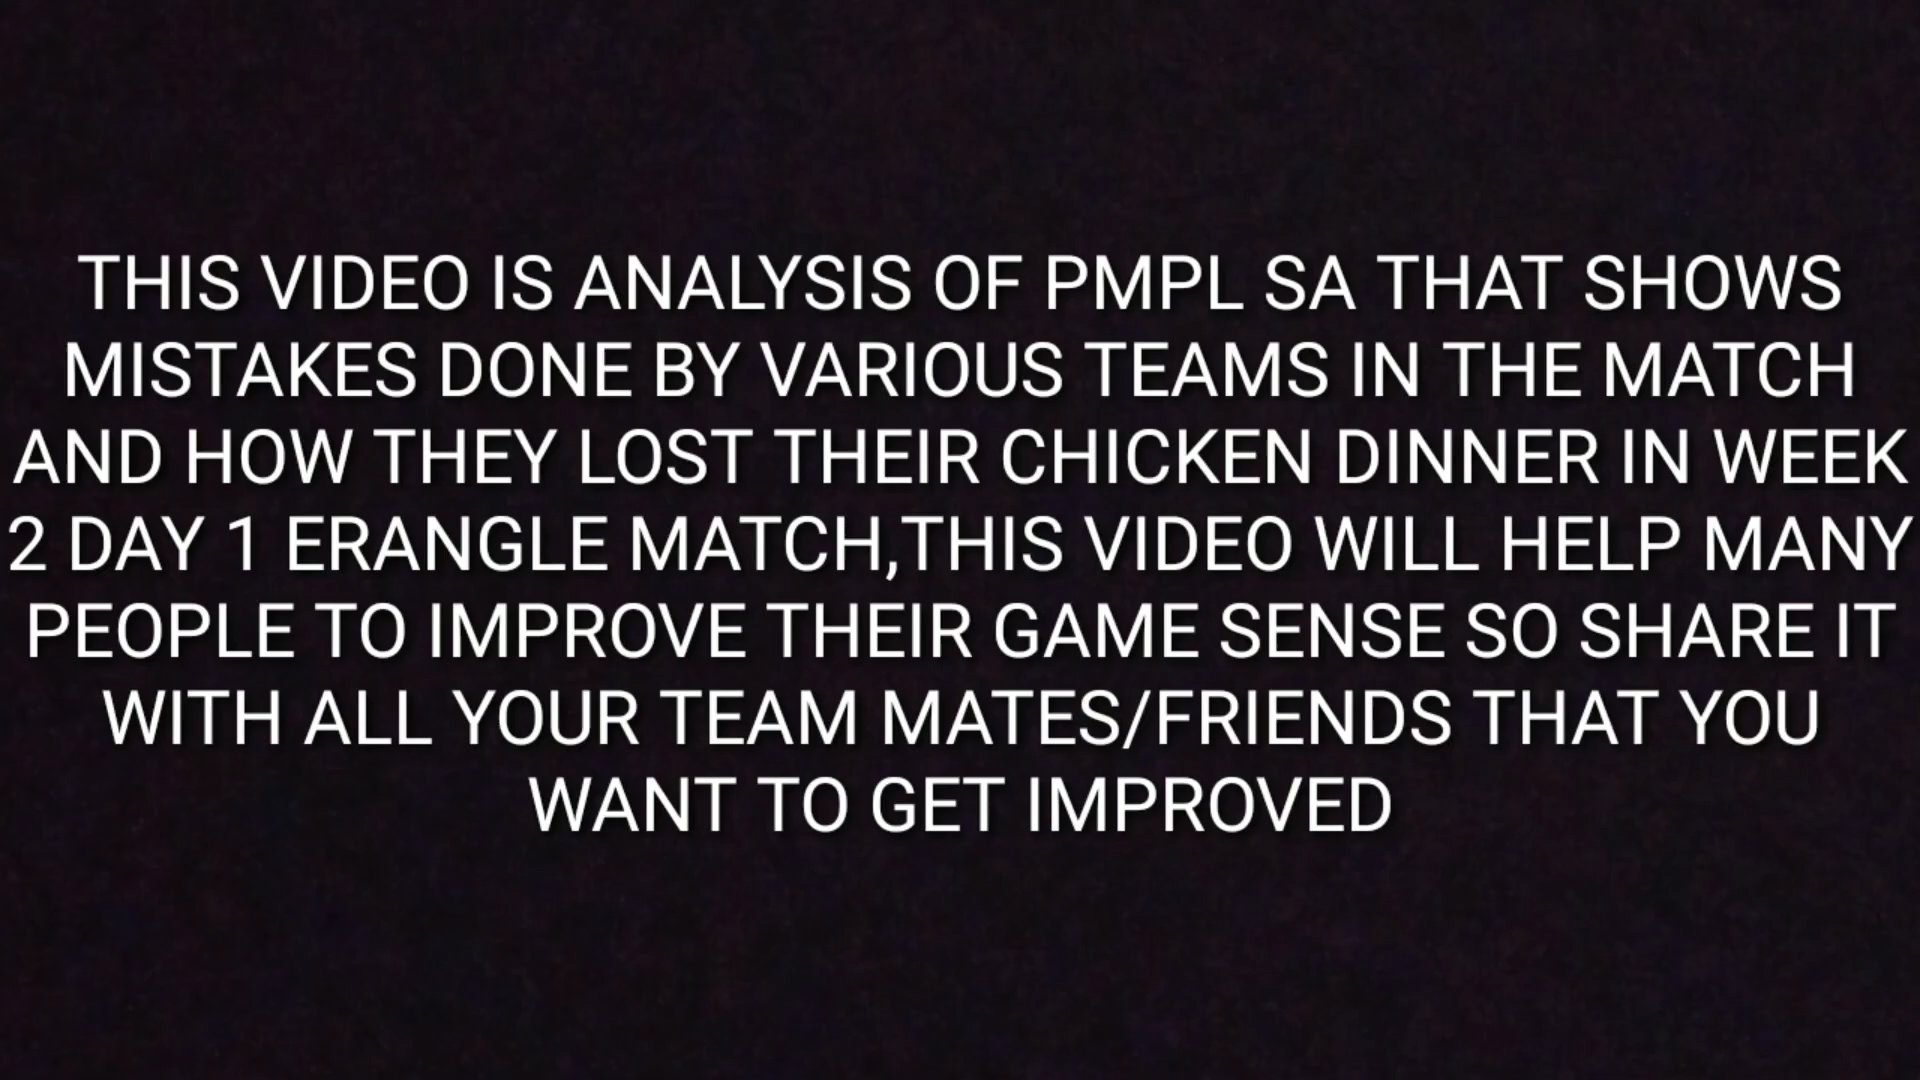 THIS VIDEO IS ANALYSIS OF PMPL SA THAT SHOWS
MISTAKES DONE BY VARIOUS TEAMS IN THE MATCH
AND HOW THEY LOST THEIR CHICKEN DINNER IN WEEK
2 DAY 1 ERANGLE MATCH,THIS VIDEO WILL HELP MANY
PEOPLE TO IMPROVE THEIR GAME SENSE SO SHARE IT
WITH ALL YOUR TEAM MATES/FRIENDS THAT YOU
WANT TO GET IMPROVED